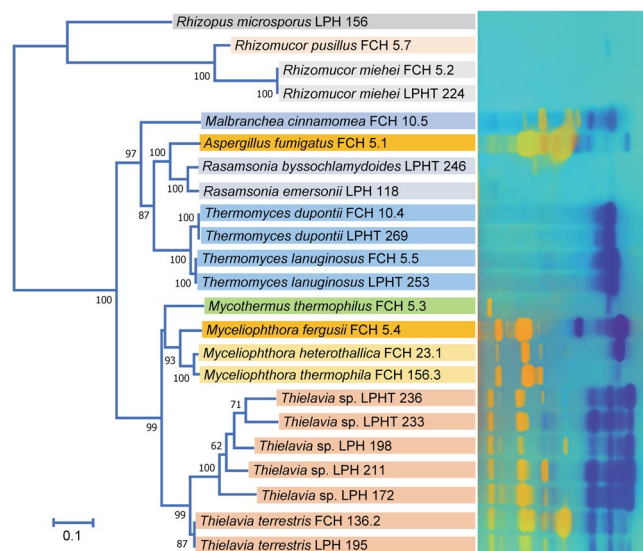 Rhizopus microsporus LPH 156
Rhizomucor pusillus FCH 5.7
Rhizomucor miehei FCH 5.2
100
Rhizomucor miehei LPHT 224
100
Malbranchea cinnamomea FCH 10.5
Aspergillus fumigatus FCH 5.1
97
100
Rasamsonia byssochlamydoides LPHT 246
100
Rasamsonia emersonii LPH 118
87
Thermomyces dupontii FCH 10.4
100
Thermomyces dupontii LPHT 269
100
100
Thermomyces lanuginosus FCH 5.5
Thermomyces lanuginosus LPHT 253
100
Mycothermus thermophilus FCH 5.3
Myceliophthora fergusii FCH 5.4
Myceliophthora heterothallica FCH 23.1
93
100
Myceliophthora thermophila FCH 156.3
Thielavia sp. LPHT 236
71
Thielavia sp. LPHT 233
99
62
Thielavia sp. LPH 198
100
Thielavia sp. LPH 211
Thielavia sp. LPH 172
99
Thielavia terrestris FCH 136.2
0.1
87
Thielavia terrestris LPH 195